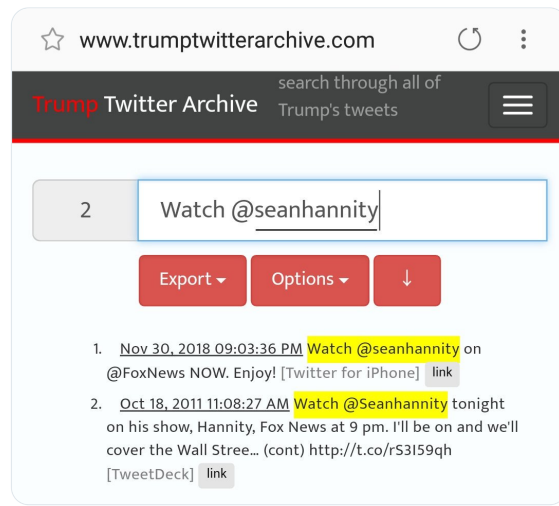 www.trumptwitterarchive.com
Trump Twitter Archive
search through all of
Trump's tweets
2
Watch @seanhannity
Export
Options
↓
1. Nov 30, 2018 09:03:36 PM Watch @seanhannity on
@FoxNews NOW. Enjoy! [Twitter for iPhone] link
2. Oct 18, 2011 11:08:27 AM Watch @Seanhannity tonight
on his show, Hannity, Fox News at 9 pm. I'll be on and we'll
cover the Wall Stree... (cont) http://t.co/rS3I59qh
[TweetDeck] link